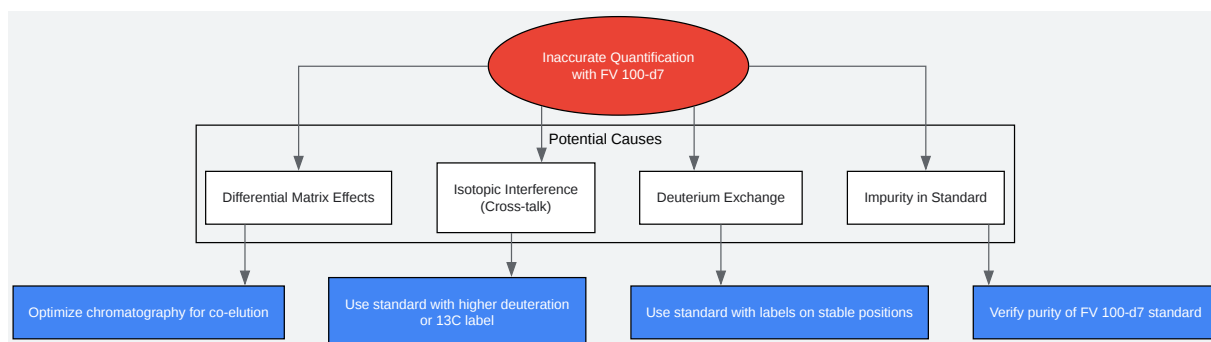 Inaccurate Quantification
with FV 100-d7
Potential Causes
Differential Matrix Effects
Isotopic Interference
(Cross-talk)
Deuterium Exchange
Impurity in Standard
Optimize chromatography for co-elution
Use standard with higher deuteration
or 13C label
Use standard with labels on stable positions
Verify purity of FV 100-d7 standard